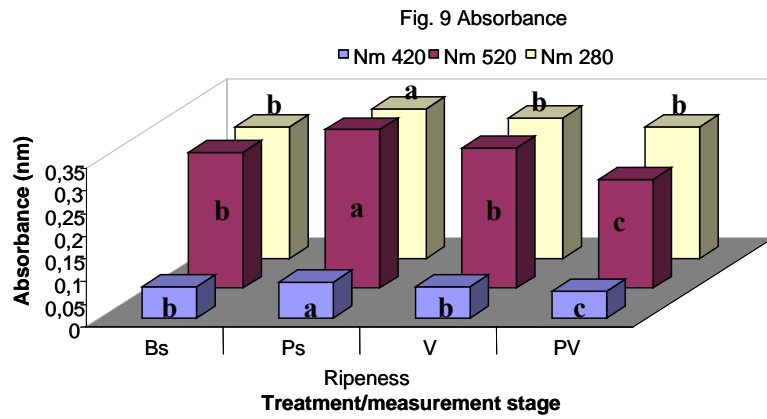 Fig. 9 Absorbance
Nm 420 Nm 520 Nm 280
Absorbance (nm)
0,35
0,3
0,25
0,2
0,15
0,1
0,05
0
b a b b
b a b c
b a b c
Bs Ps V PV
Ripeness
Treatment/measurement stage